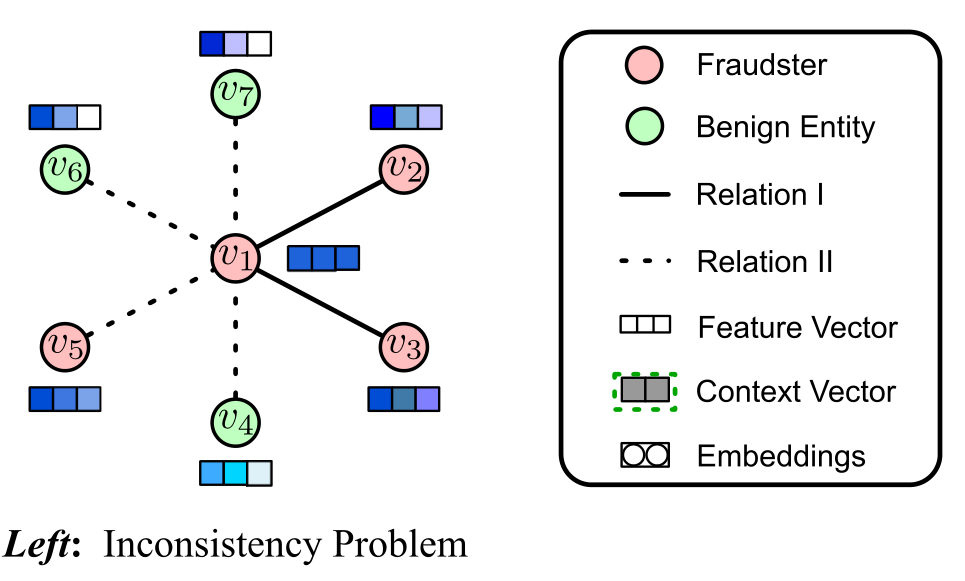 v7
v6
v2
v1
v5
v3
v4
Fraudster
Benign Entity
Relation I
Relation II
Feature Vector
Context Vector
Embeddings
Left: Inconsistency Problem